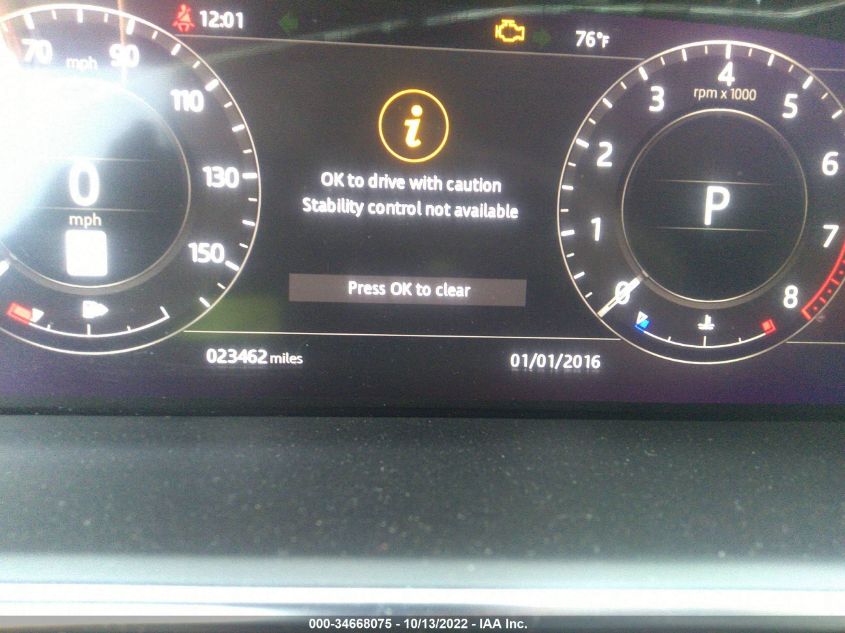 12:01
76°F
70
mph
90
110
130
150
0
mph
OK to drive with caution
Stability control not available
Press OK to clear
023462 miles
01/01/2016
rpm x 1000
0
1
2
3
4
5
6
7
8
P
000-34668075 - 10/13/2022 - IAA Inc.